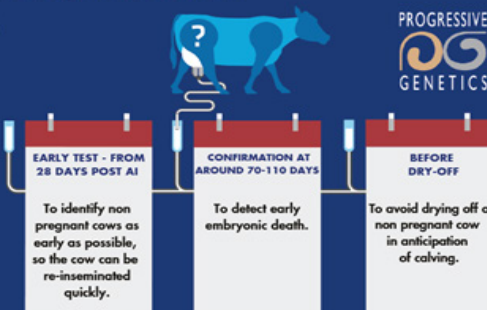 ?
PROGRESSIVE
GENETICS
EARLY TEST - FROM
28 DAYS POST AI
To identify non
pregnant cows as
early as possible,
so the cow can be
re-inseminated
quickly.
CONFIRMATION AT
AROUND 70-110 DAYS
To detect early
embryonic death.
BEFORE
DRY-OFF
To avoid drying off a
non pregnant cow
in anticipation
of calving.